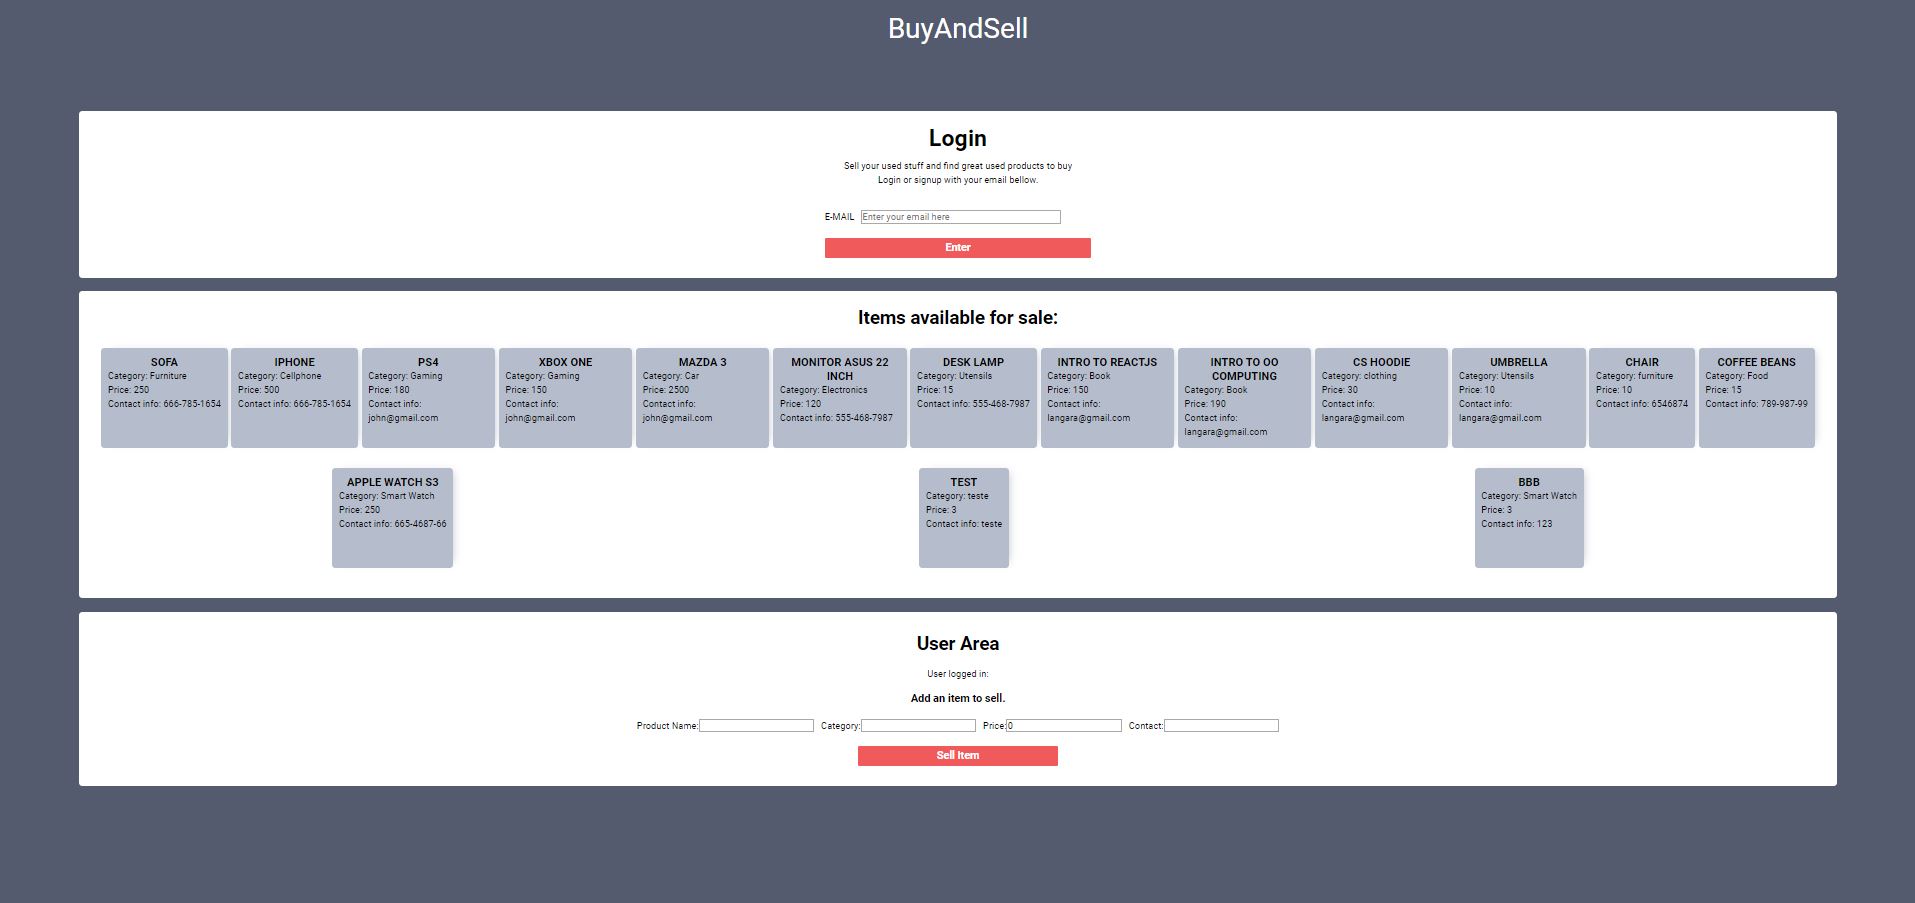 BuyAndSell
Login
Sell your used stuff and find great used products to buy
Login or signup with your email bellow.
E-MAIL Enter your email here
Enter
Items available for sale:
SOFA
Category: Furniture
Price: 250
Contact info: 666-785-1654
IPHONE
Category: Cellphone
Price: 500
Contact info: 666-785-1654
PS4
Category: Gaming
Price: 180
Contact info:
john@gmail.com
XBOX ONE
Category: Gaming
Price: 150
Contact info:
john@gmail.com
MAZDA 3
Category: Car
Price: 2500
Contact info:
john@gmail.com
MONITOR ASUS 22
INCH
Category: Electronics
Price: 120
Contact info: 555-468-7987
DESK LAMP
Category: Utensils
Price: 15
Contact info: 555-468-7987
INTRO TO REACTJS
Category: Book
Price: 150
Contact info:
langara@gmail.com
INTRO TO OO
COMPUTING
Category: Book
Price: 190
Contact info:
langara@gmail.com
CS HOODIE
Category: clothing
Price: 30
Contact info:
langara@gmail.com
UMBRELLA
Category: Utensils
Price: 10
Contact info:
langara@gmail.com
CHAIR
Category: furniture
Price: 10
Contact info: 6546874
COFFEE BEANS
Category: Food
Price: 15
Contact info: 789-987-99
APPLE WATCH S3
Category: Smart Watch
Price: 250
Contact info: 665-4687-66
TEST
Category: teste
Price: 3
Contact info: teste
BBB
Category: Smart Watch
Price: 3
Contact info: 123
User Area
User logged in:
Add an item to sell.
Product Name: Category: Price: 0 Contact:
Sell Item